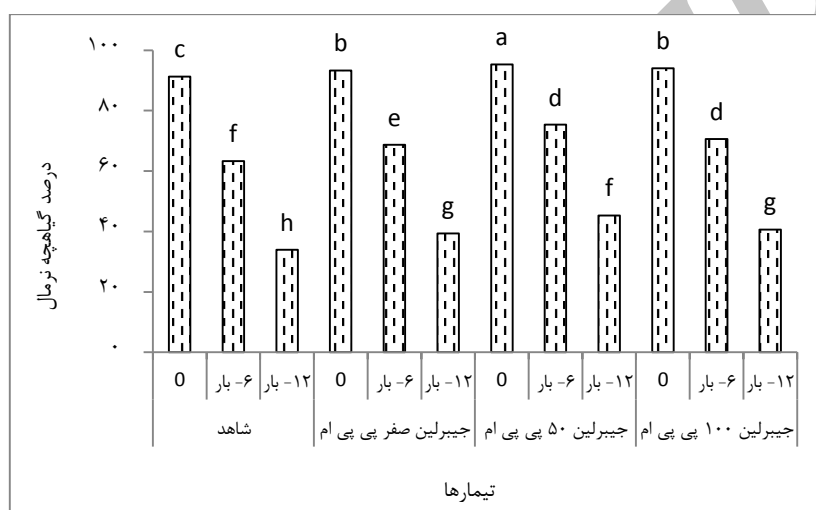 درصد گیاهچه نرمال
۱۰۰
۸۰
۶۰
۴۰
۲۰
۰
c f h b e g a d f b d g
0 ۶- بار ۱۲- بار 0 ۶- بار ۱۲- بار 0 ۶- بار ۱۲- بار 0 ۶- بار ۱۲- بار
شاهد جیبرلین صفر پی پی ام جیبرلین ۵۰ پی پی ام جیبرلین ۱۰۰ پی پی ام
تیمارها